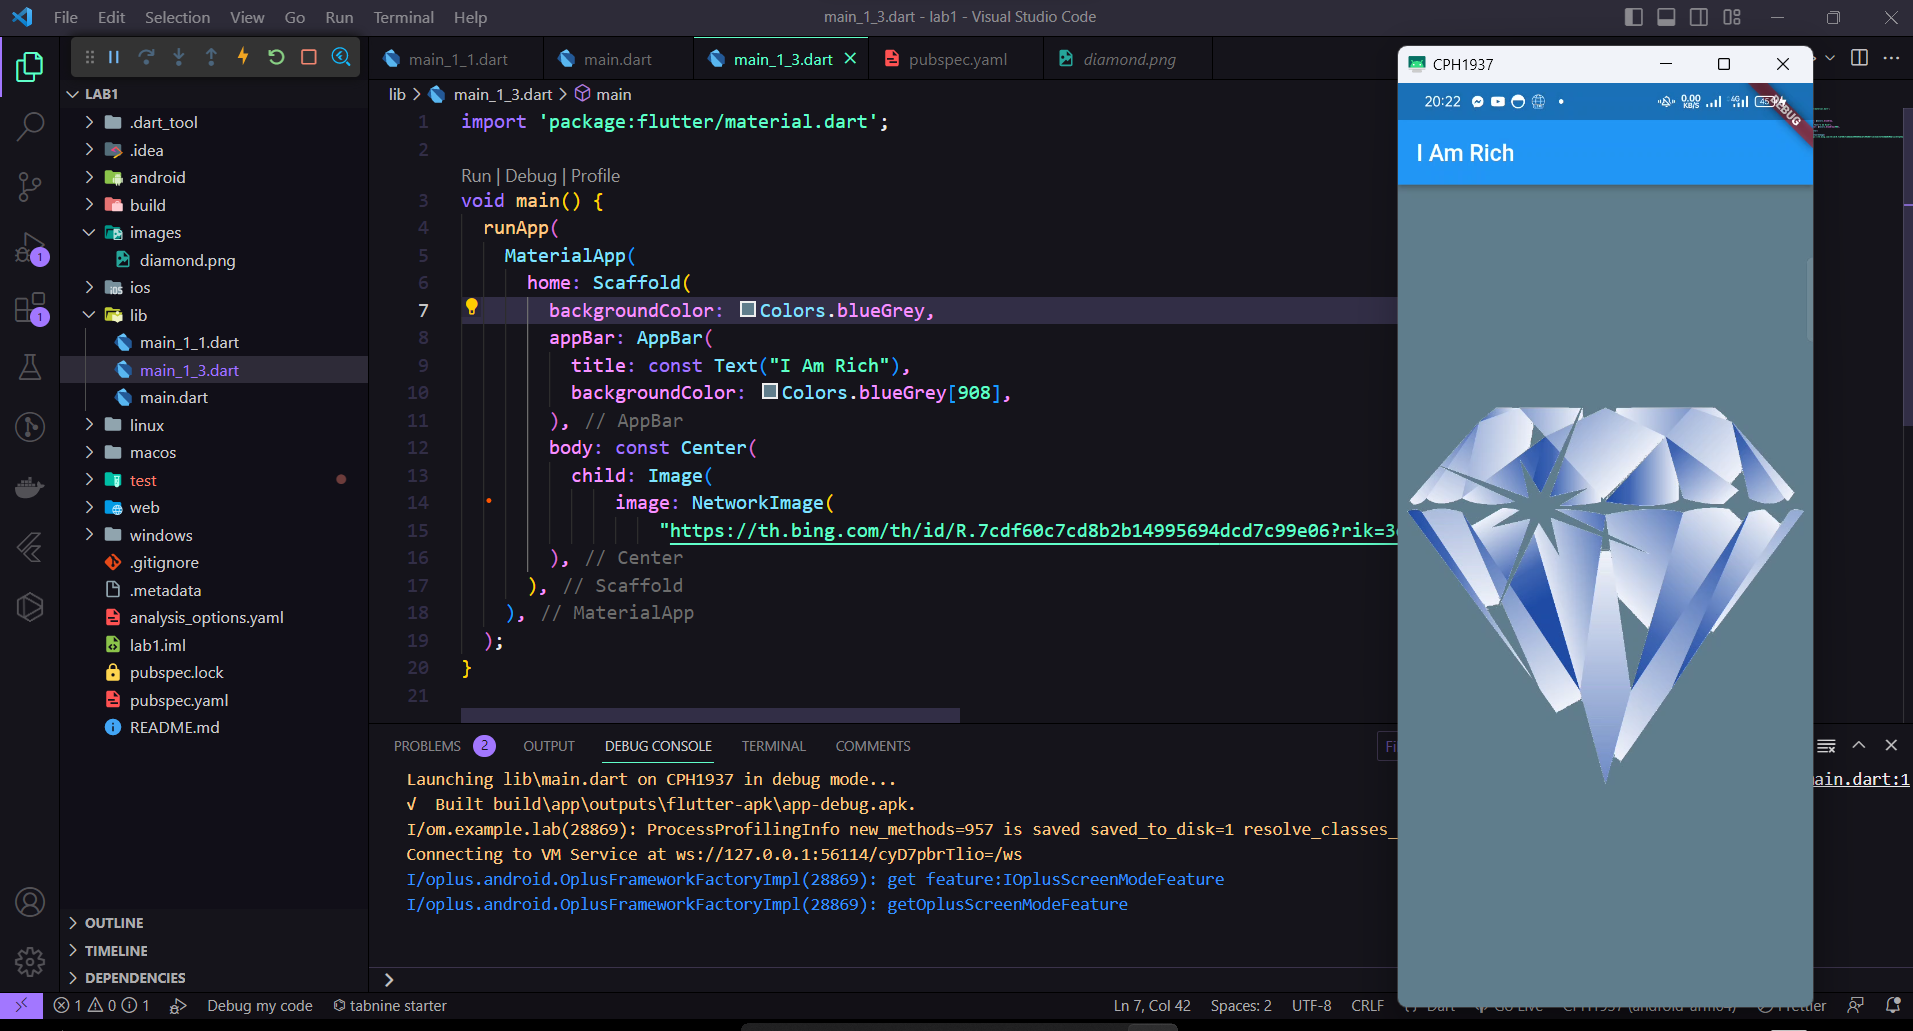 File Edit Selection View Go Run Terminal Help
main_1_3.dart - lab1 - Visual Studio Code
main_1_1.dart main.dart main_1_3.dart pubspec.yaml diamond.png
lib > main_1_3.dart > main
LAB1
.dart_tool
.idea
android
build
images
diamond.png
ios
lib
main_1_1.dart
main_1_3.dart
main.dart
linux
macos
test
web
windows
.gitignore
.metadata
analysis_options.yaml
lab1.iml
pubspec.lock
pubspec.yaml
README.md
OUTLINE
TIMELINE
DEPENDENCIES
1
1
1 import 'package:flutter/material.dart';
2
Run | Debug | Profile
3 void main() {
4 runApp(
5 MaterialApp(
6 home: Scaffold(
7 backgroundColor: Colors.blueGrey,
8 appBar: AppBar(
9 title: const Text("I Am Rich"),
10 backgroundColor: Colors.blueGrey[908],
11 ), // AppBar
12 body: const Center(
13 child: Image(
14 image: NetworkImage(
15 "https://th.bing.com/th/id/R.7cdf60c7cd8b2b14995694dcd7c99e06?rik=3
16 ), // Center
17 ), // Scaffold
18 ), // MaterialApp
19 );
20 }
21
PROBLEMS 2 OUTPUT DEBUG CONSOLE TERMINAL COMMENTS
Launching lib\main.dart on CPH1937 in debug mode...
√ Built build\app\outputs\flutter-apk\app-debug.apk.
I/om.example.lab(28869): ProcessProfilingInfo new_methods=957 is saved saved_to_disk=1 resolve_classes_
Connecting to VM Service at ws://127.0.0.1:56114/cyD7pbrTlio=/ws
I/oplus.android.OplusFrameworkFactoryImpl(28869): get feature:IOplusScreenModeFeature
I/oplus.android.OplusFrameworkFactoryImpl(28869): getOplusScreenModeFeature
ain.dart:1
CPH1937
20:22
0.00 KB/S 4G 45
DEBUG
I Am Rich
1 0 1 Debug my code tabnine starter
Ln 7, Col 42 Spaces: 2 UTF-8 CRLF